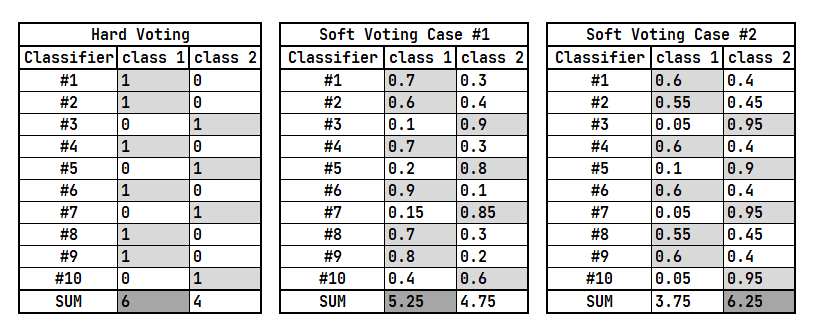 Hard Voting Soft Voting Case #1 Soft Voting Case #2
Classifier class 1 class 2 Classifier class 1 class 2 Classifier class 1 class 2
#1 1 0 #1 0.7 0.3 #1 0.6 0.4
#2 1 0 #2 0.6 0.4 #2 0.55 0.45
#3 0 1 #3 0.1 0.9 #3 0.05 0.95
#4 1 0 #4 0.7 0.3 #4 0.6 0.4
#5 0 1 #5 0.2 0.8 #5 0.1 0.9
#6 1 0 #6 0.9 0.1 #6 0.6 0.4
#7 0 1 #7 0.15 0.85 #7 0.05 0.95
#8 1 0 #8 0.7 0.3 #8 0.55 0.45
#9 1 0 #9 0.8 0.2 #9 0.6 0.4
#10 0 1 #10 0.4 0.6 #10 0.05 0.95
SUM 6 4 SUM 5.25 4.75 SUM 3.75 6.25